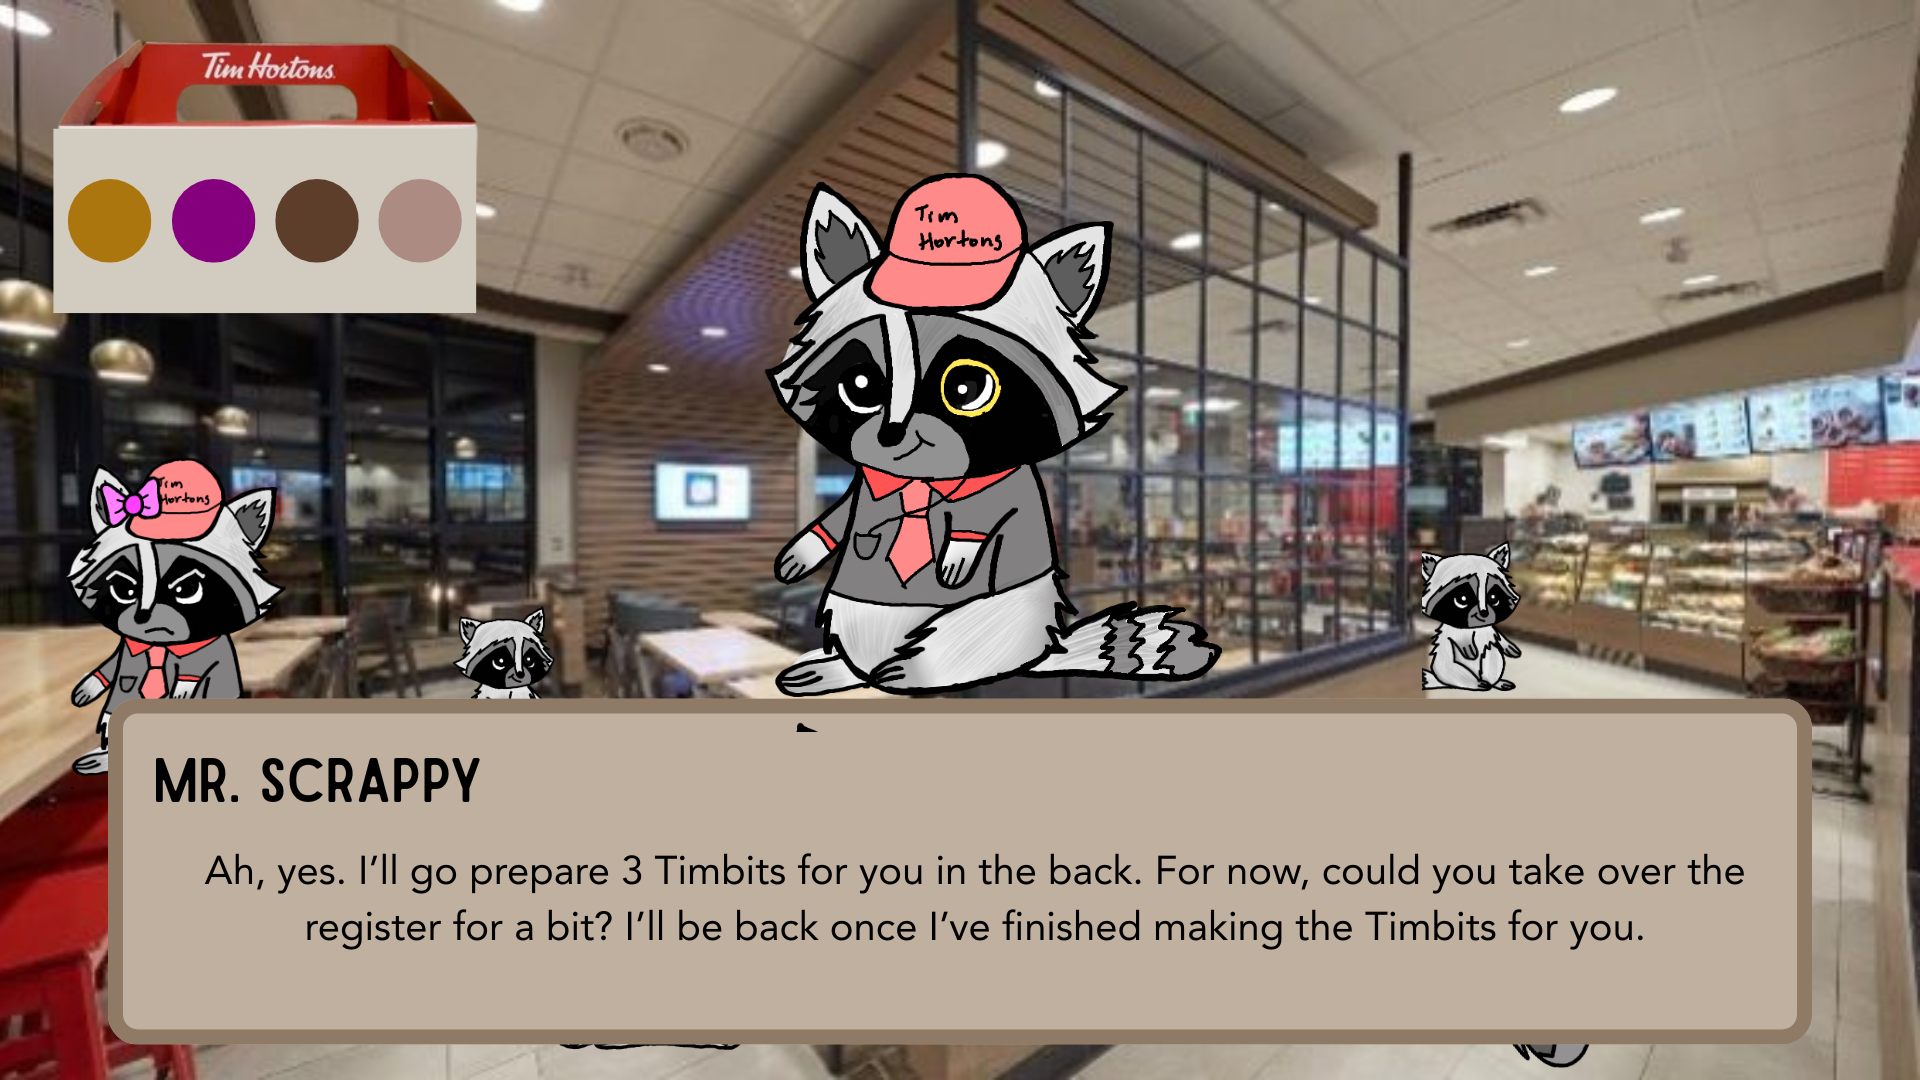 Tim Hortons
Tim
Hortons
Tim
Hortons
MR. SCRAPPY
Ah, yes. I’ll go prepare 3 Timbits for you in the back. For now, could you take over the
register for a bit? I’ll be back once I’ve finished making the Timbits for you.